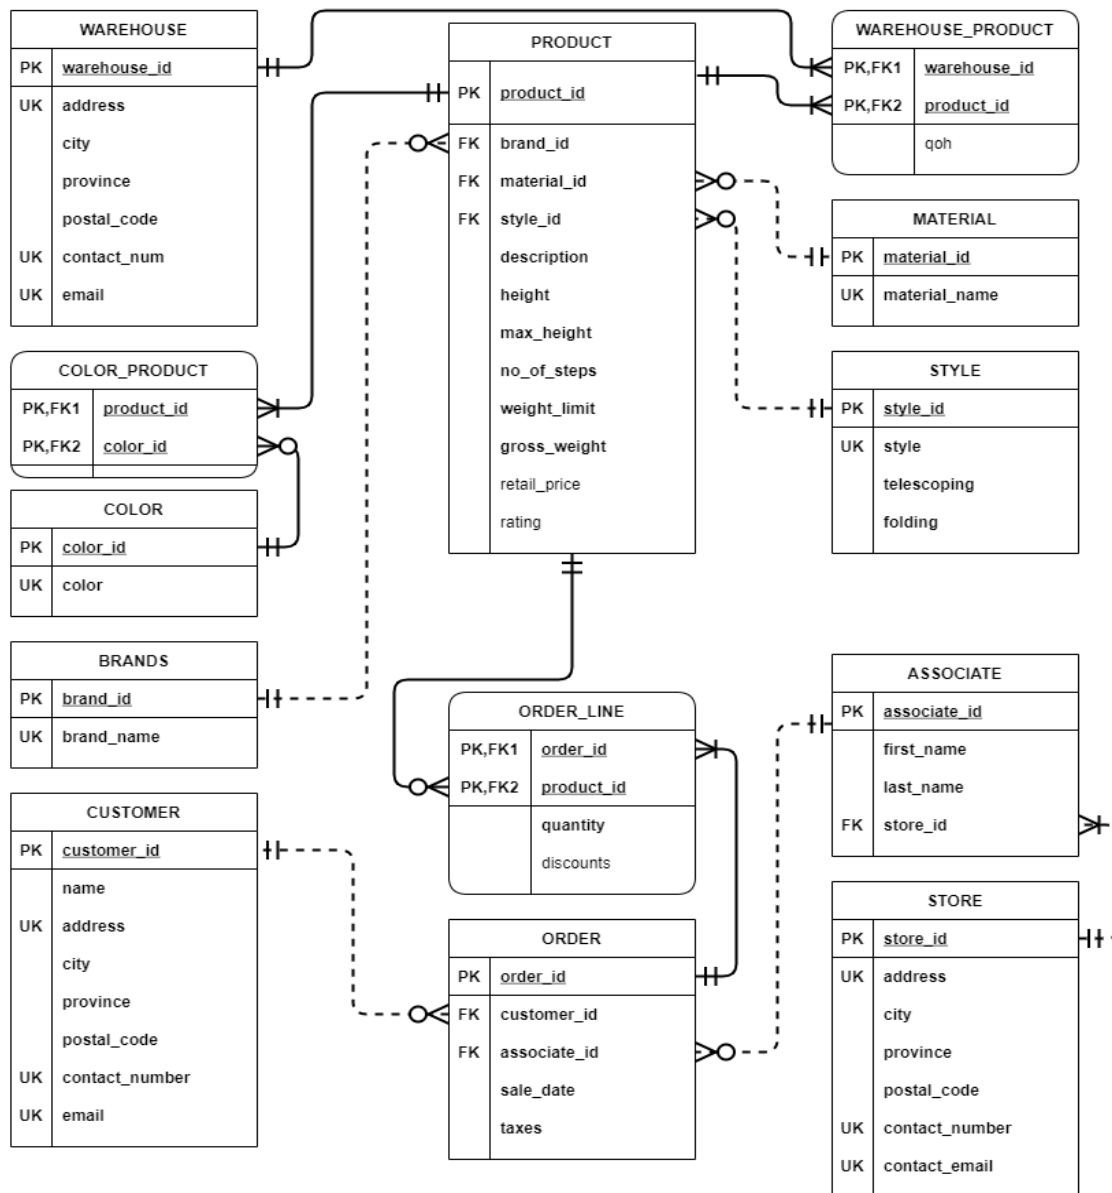 WAREHOUSE
PK warehouse_id
UK address
city
province
postal_code
UK contact_num
UK email
PRODUCT
PK product_id
FK brand_id
FK material_id
FK style_id
description
height
max_height
no_of_steps
weight_limit
gross_weight
retail_price
rating
WAREHOUSE_PRODUCT
PK,FK1 warehouse_id
PK,FK2 product_id
qoh
MATERIAL
PK material_id
UK material_name
COLOR_PRODUCT
PK,FK1 product_id
PK,FK2 color_id
STYLE
PK style_id
UK style
telescoping
folding
COLOR
PK color_id
UK color
BRANDS
PK brand_id
UK brand_name
ORDER_LINE
PK,FK1 order_id
PK,FK2 product_id
quantity
discounts
ASSOCIATE
PK associate_id
first_name
last_name
FK store_id
CUSTOMER
PK customer_id
name
UK address
city
province
postal_code
UK contact_number
UK email
ORDER
PK order_id
FK customer_id
FK associate_id
sale_date
taxes
STORE
PK store_id
UK address
city
province
postal_code
UK contact_number
UK contact_email